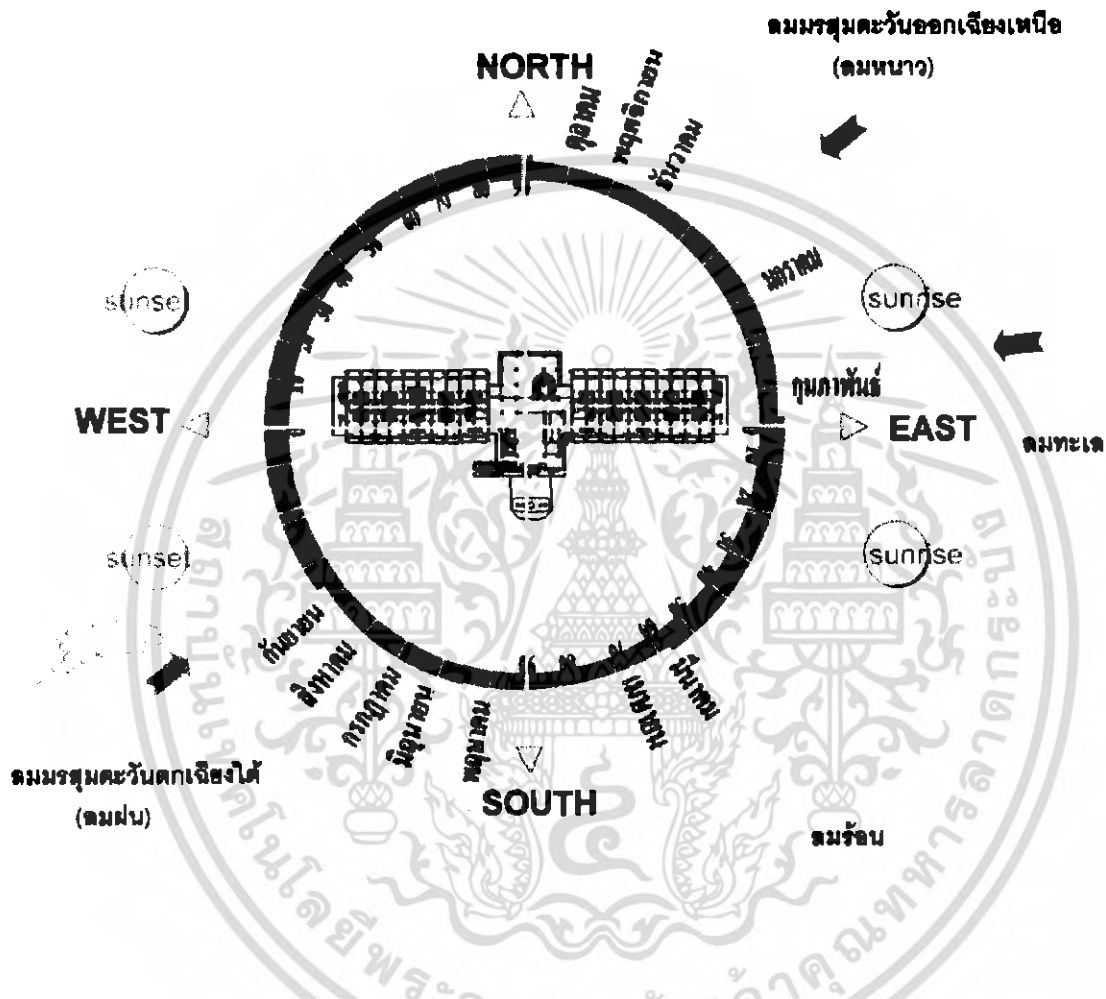 ลมมรสุมตะวันออกเฉียงเหนือ
(ลมหนาว)
NORTH
ตุลาคม
พฤศจิกายน
ธันวาคม
มกราคม
sunset
sunrise
กุมภาพันธ์
WEST
EAST
ลมทะเล
sunset
sunrise
กันยายน
สิงหาคม
กรกฎาคม
มิถุนายน
พฤษภาคม
เมษายน
มีนาคม
ลมมรสุมตะวันตกเฉียงใต้
(ลมฝน)
SOUTH
ลมร้อน